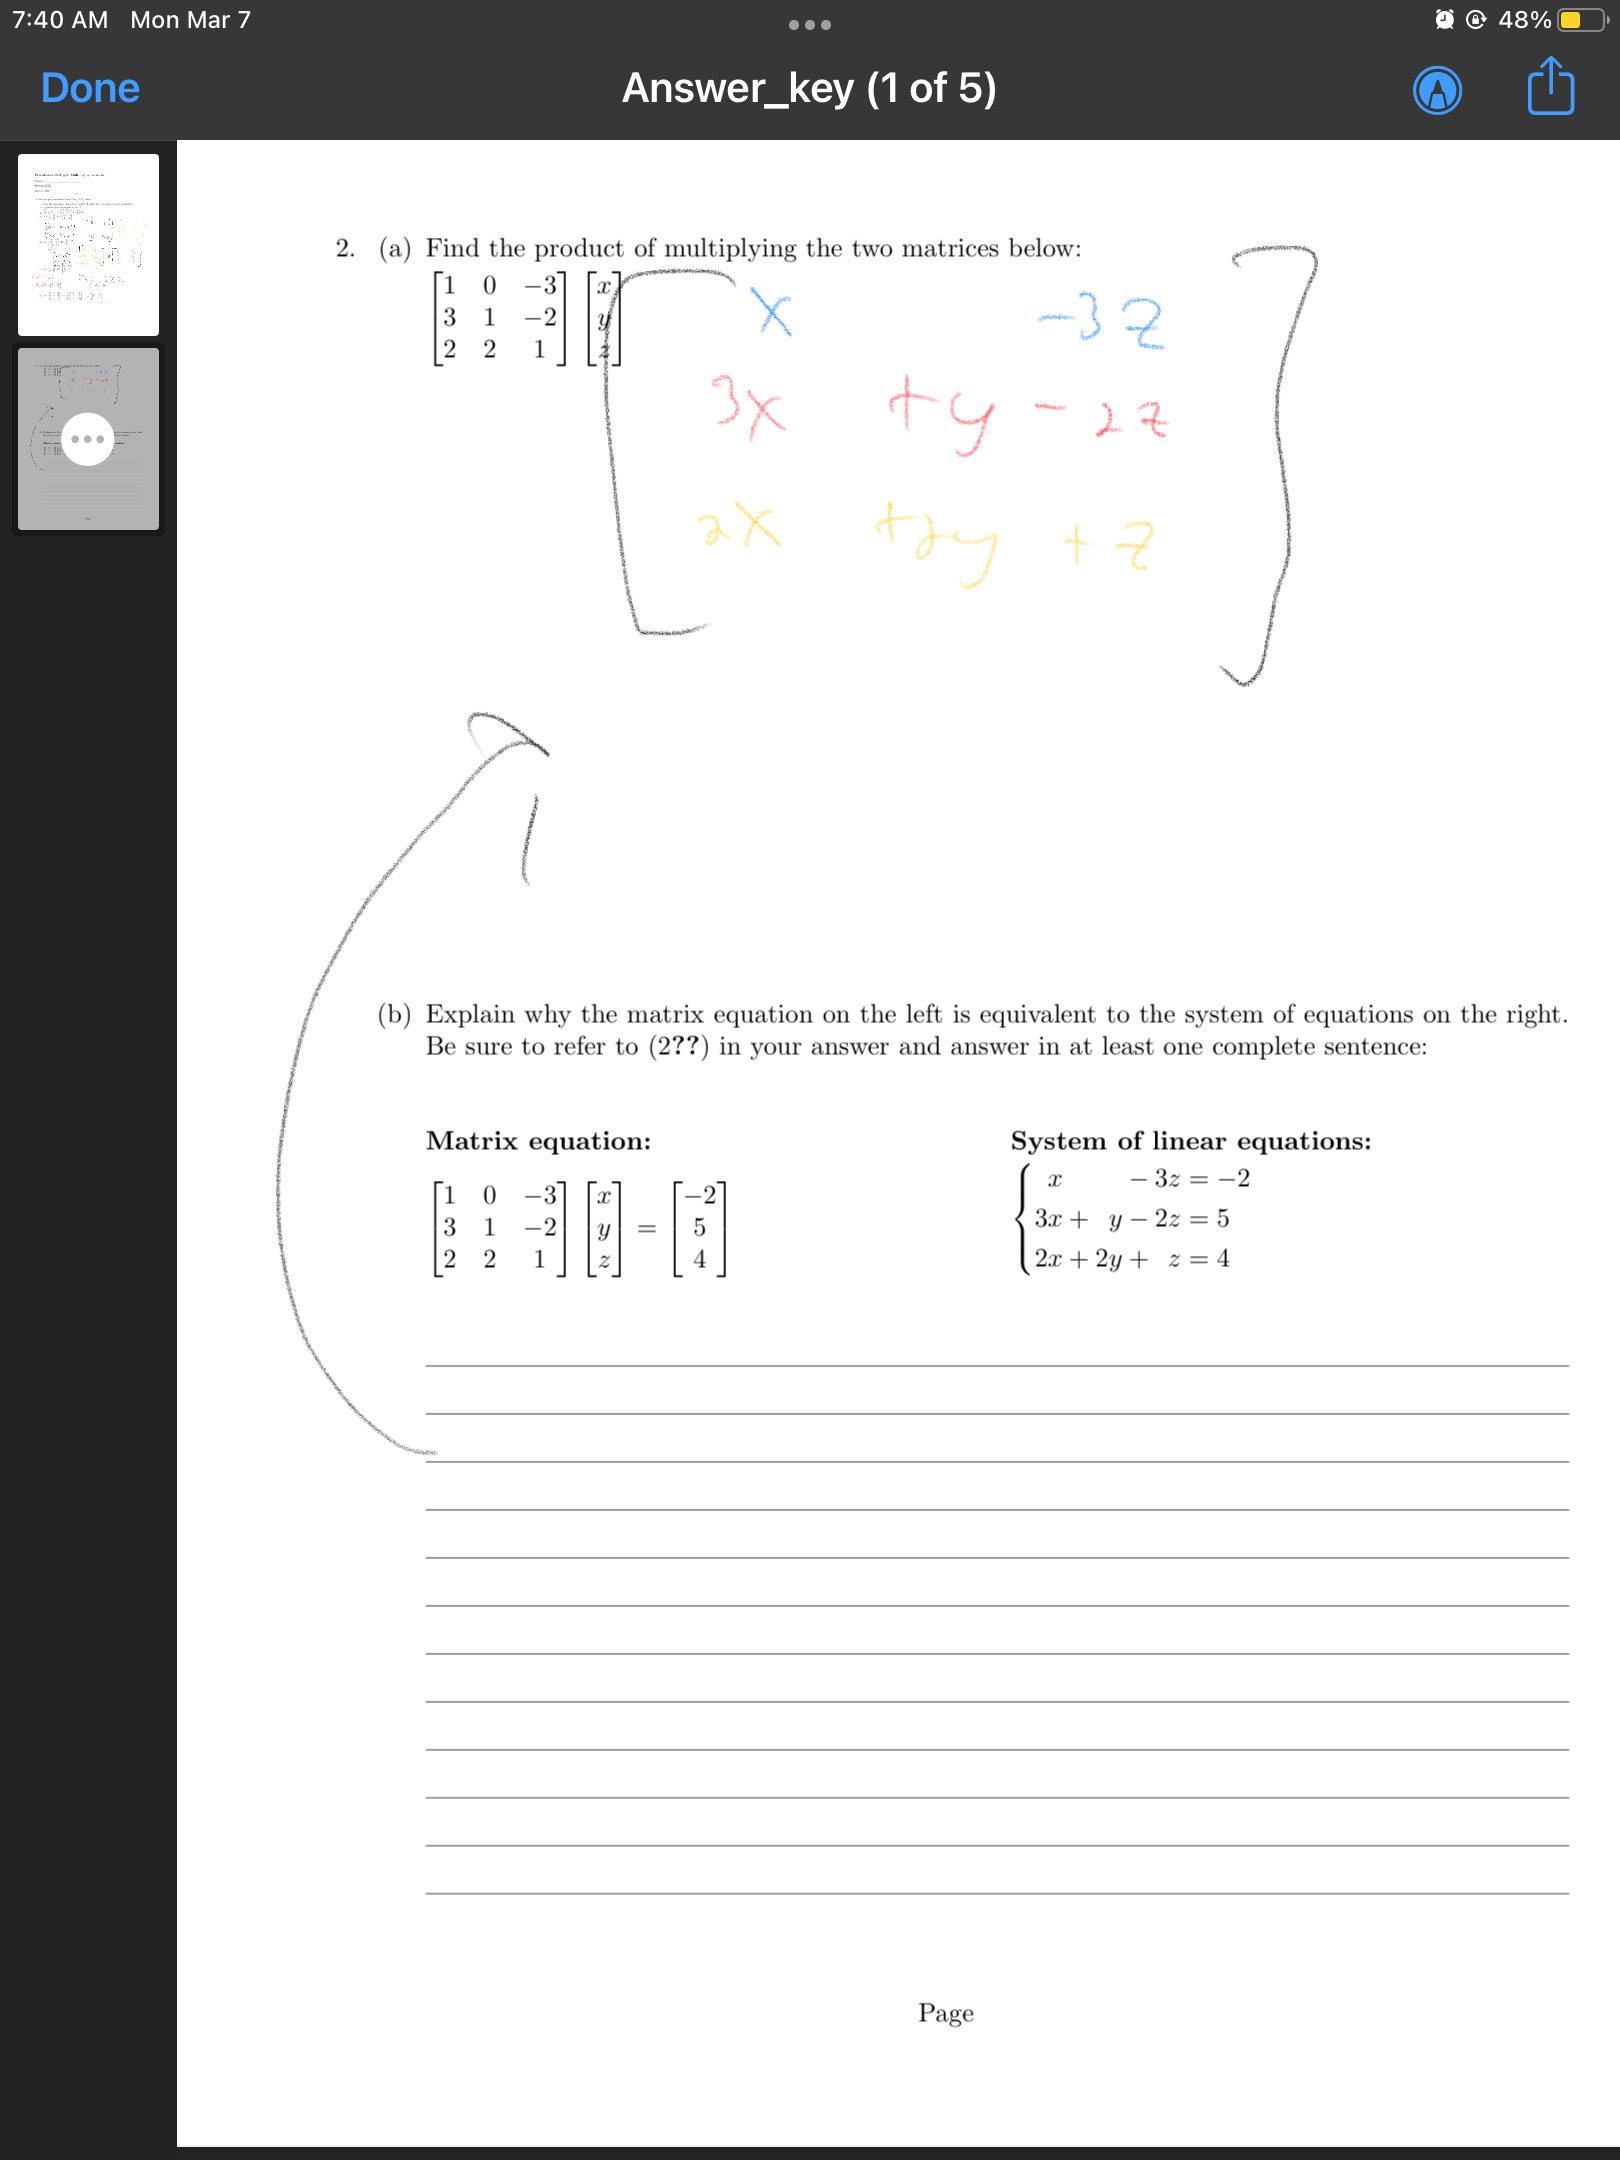 7:40 AM Mon Mar 7
48%
Done
Answer_key (1 of 5)
2. (a) Find the product of multiplying the two matrices below:
[1 0 −3] [x]
[3 1 −2] [y]
[2 2 1] [z]
x -3z
3x +y -2z
2x +2y +z
(b) Explain why the matrix equation on the left is equivalent to the system of equations on the right.
Be sure to refer to (2??) in your answer and answer in at least one complete sentence:
Matrix equation:
[1 0 −3] [x] [−2]
[3 1 −2] [y] = [5]
[2 2 1] [z] [4]
System of linear equations:
x − 3z = −2
3x + y − 2z = 5
2x + 2y + z = 4
Page